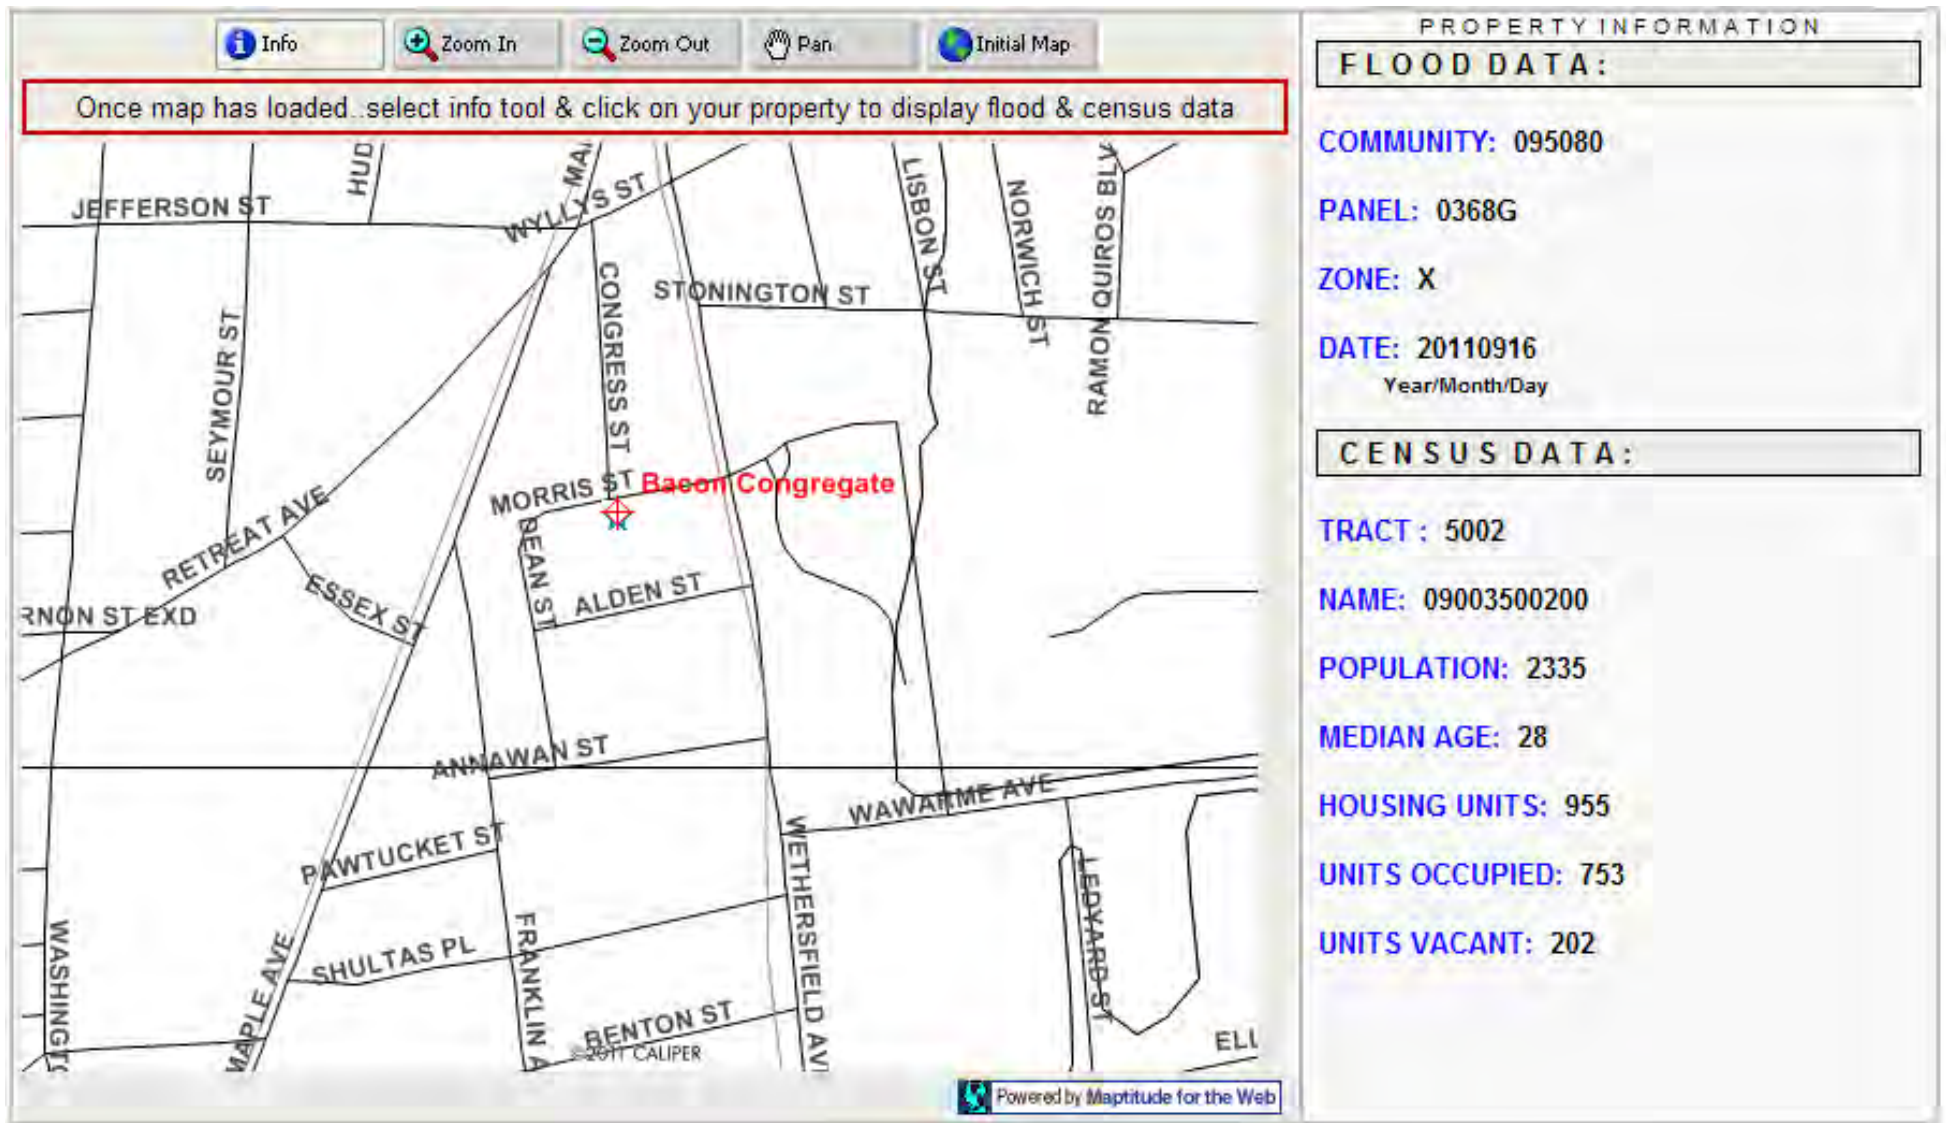 Info
Zoom In
Zoom Out
Pan
Initial Map
Once map has loaded..select info tool & click on your property to display flood & census data
JEFFERSON ST
HUD
MAI
WYLLYS ST
LISBON ST
NORWICH ST
RAMON QUIROS BLV
SEYMOUR ST
CONGRESS ST
STONINGTON ST
MORRIS ST
Bacon Congregate
RETREAT AVE
DEAN ST
ESSEX ST
ALDEN ST
RNON ST EXD
ANNAWAN ST
WAWARME AVE
PAWTUCKET ST
WETHERSFIELD AV
LEDYARD ST
WASHINGT
MAPLE AVE
SHULTAS PL
FRANKLIN A
BENTON ST
©2011 CALIPER
ELL
Powered by Maptitude for the Web
PROPERTY INFORMATION
FLOOD DATA:
COMMUNITY: 095080
PANEL: 0368G
ZONE: X
DATE: 20110916
Year/Month/Day
CENSUS DATA:
TRACT : 5002
NAME: 09003500200
POPULATION: 2335
MEDIAN AGE: 28
HOUSING UNITS: 955
UNITS OCCUPIED: 753
UNITS VACANT: 202